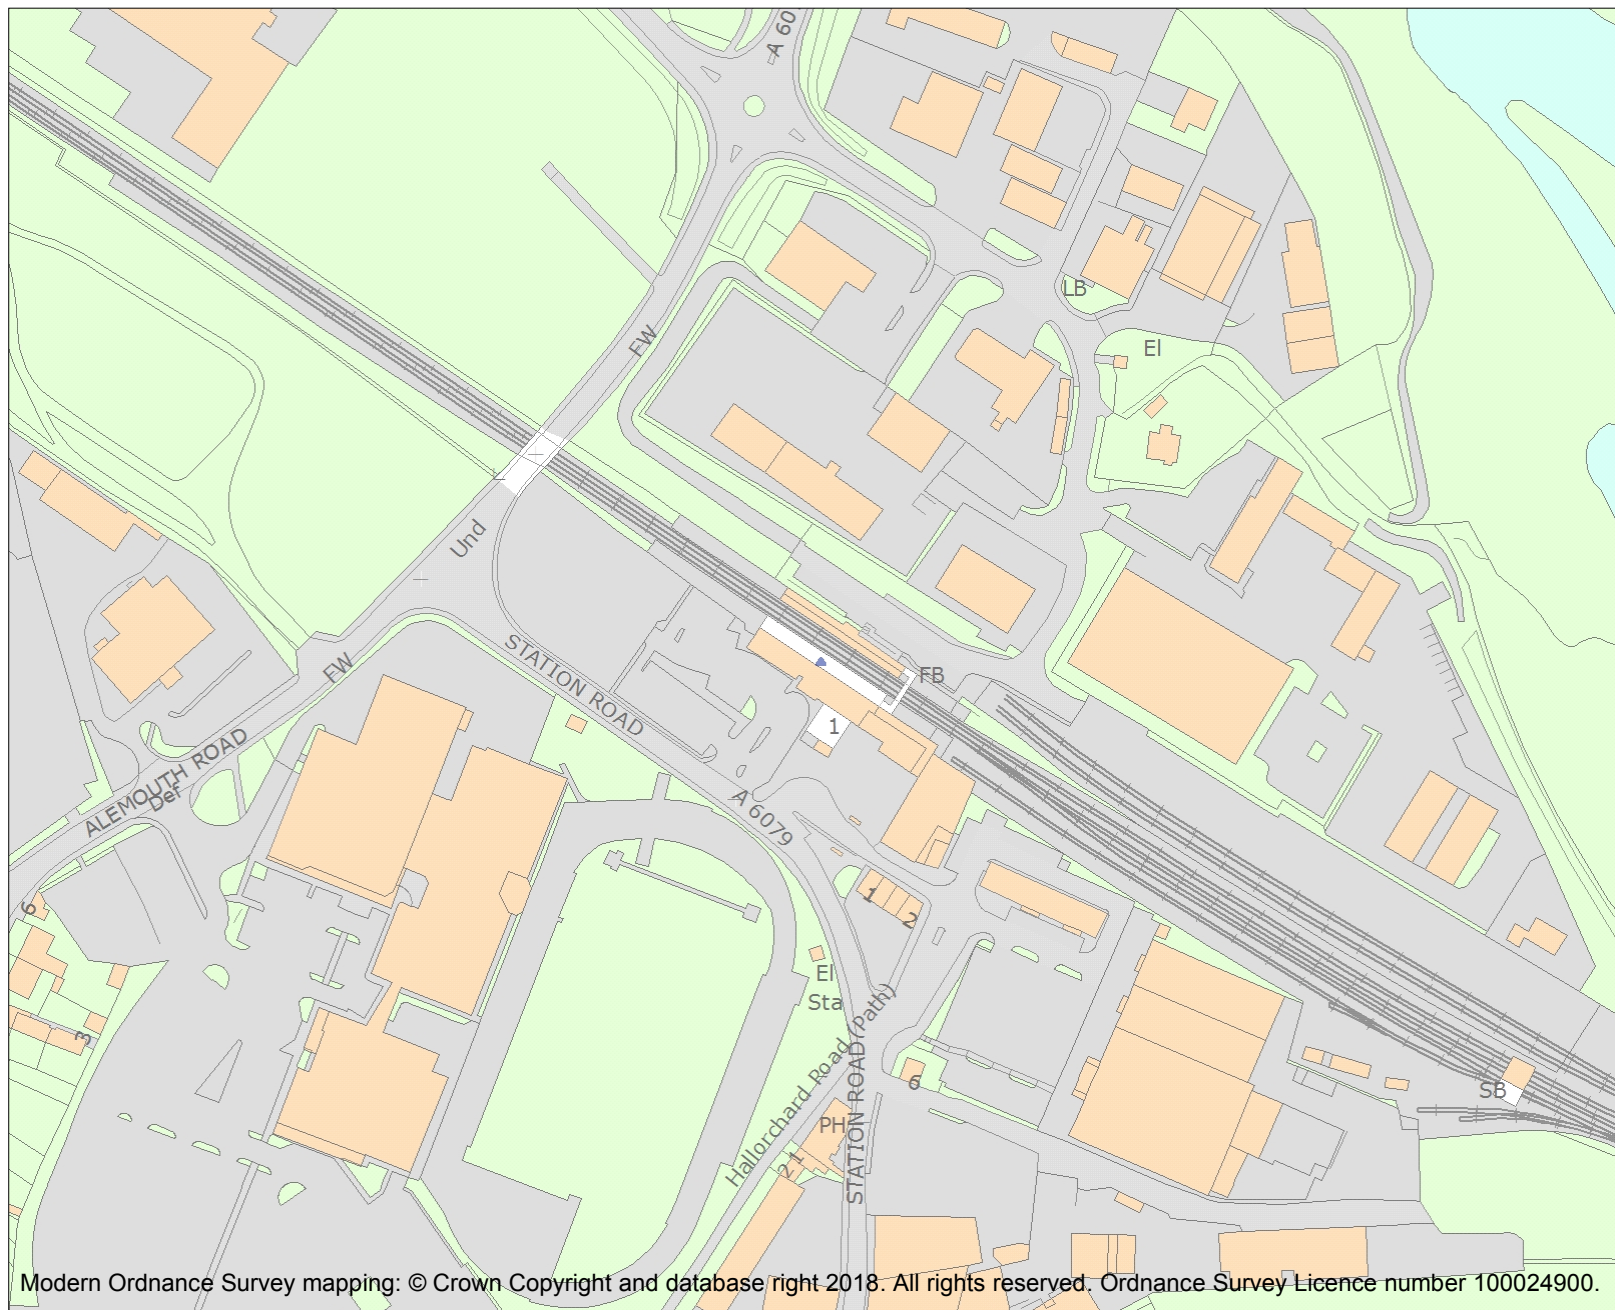 A 60
LB
El
FW
Und
FW
STATION ROAD
FB
1
ALEMOUTH ROAD
Def
A 6079
1
2
6
El
Sta
3
Hallorchard Road (Path)
STATION ROAD
6
SB
PH
2 1
Modern Ordnance Survey mapping: © Crown Copyright and database right 2018. All rights reserved. Ordnance Survey Licence number 100024900.